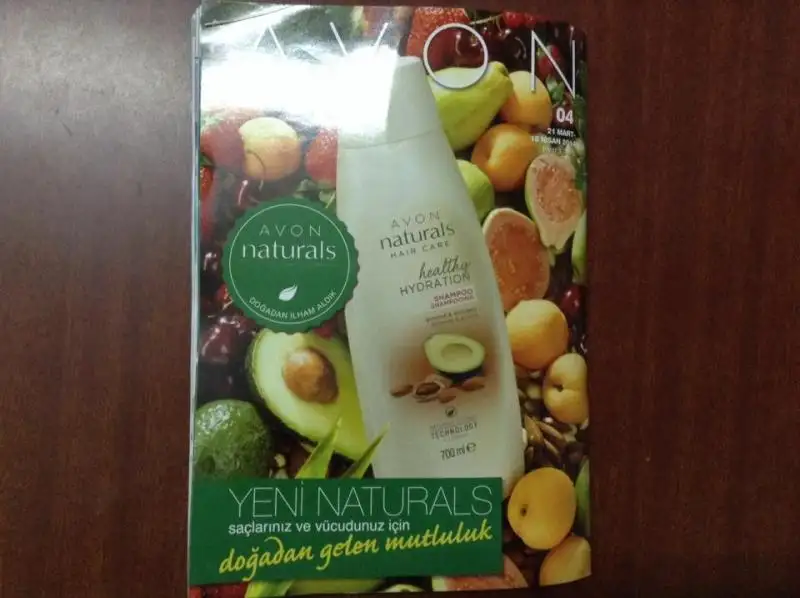 AVON
04
21 MART-
AVON
naturals
DOĞADAN İLHAM ALDIK
AVON
naturals
HAIR CARE
healthy
HYDRATION
SHAMPOO
SHAMPOOING
TECHNOLOGY
700 ml e
YENİ NATURALS
saçlarınız ve vücudunuz için
doğadan gelen mutluluk